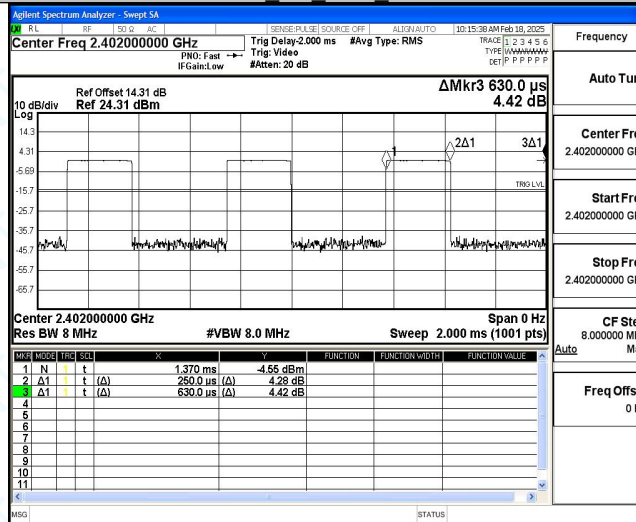 Agilent Spectrum Analyzer - Swept SA
LXI RL RF 50 Ω AC SENSE:PULSE SOURCE OFF ALIGNAUTO 10:15:38 AM Feb 18, 2025
Center Freq 2.402000000 GHz
PNO: Fast
IFGain:Low
Trig Delay-2.000 ms
Trig: Video
#Atten: 20 dB
#Avg Type: RMS
TRACE 1 2 3 4 5 6
TYPE WWWWWW
DET P P P P P P
ΔMkr3 630.0 µs
4.42 dB
Ref Offset 14.31 dB
10 dB/div Ref 24.31 dBm
Log
14.3
4.31
-5.69
-15.7
-25.7
-35.7
-45.7
-55.7
-65.7
1
2Δ1
3Δ1
TRIG LVL
Center 2.402000000 GHz Span 0 Hz
Res BW 8 MHz #VBW 8.0 MHz Sweep 2.000 ms (1001 pts)
MKR MODE TRC SCL X Y FUNCTION FUNCTION WIDTH FUNCTION VALUE
1 N 1 t 1.370 ms -4.55 dBm
2 Δ1 1 t (Δ) 250.0 µs (Δ) 4.28 dB
3 Δ1 1 t (Δ) 630.0 µs (Δ) 4.42 dB
4
5
6
7
8
9
10
11
MSG STATUS
Frequency
Auto Tun
Center Fre
2.402000000 GH
Start Fre
2.402000000 GH
Stop Fre
2.402000000 GH
CF Ste
8.000000 MH
Auto Ma
Freq Offs
0 H